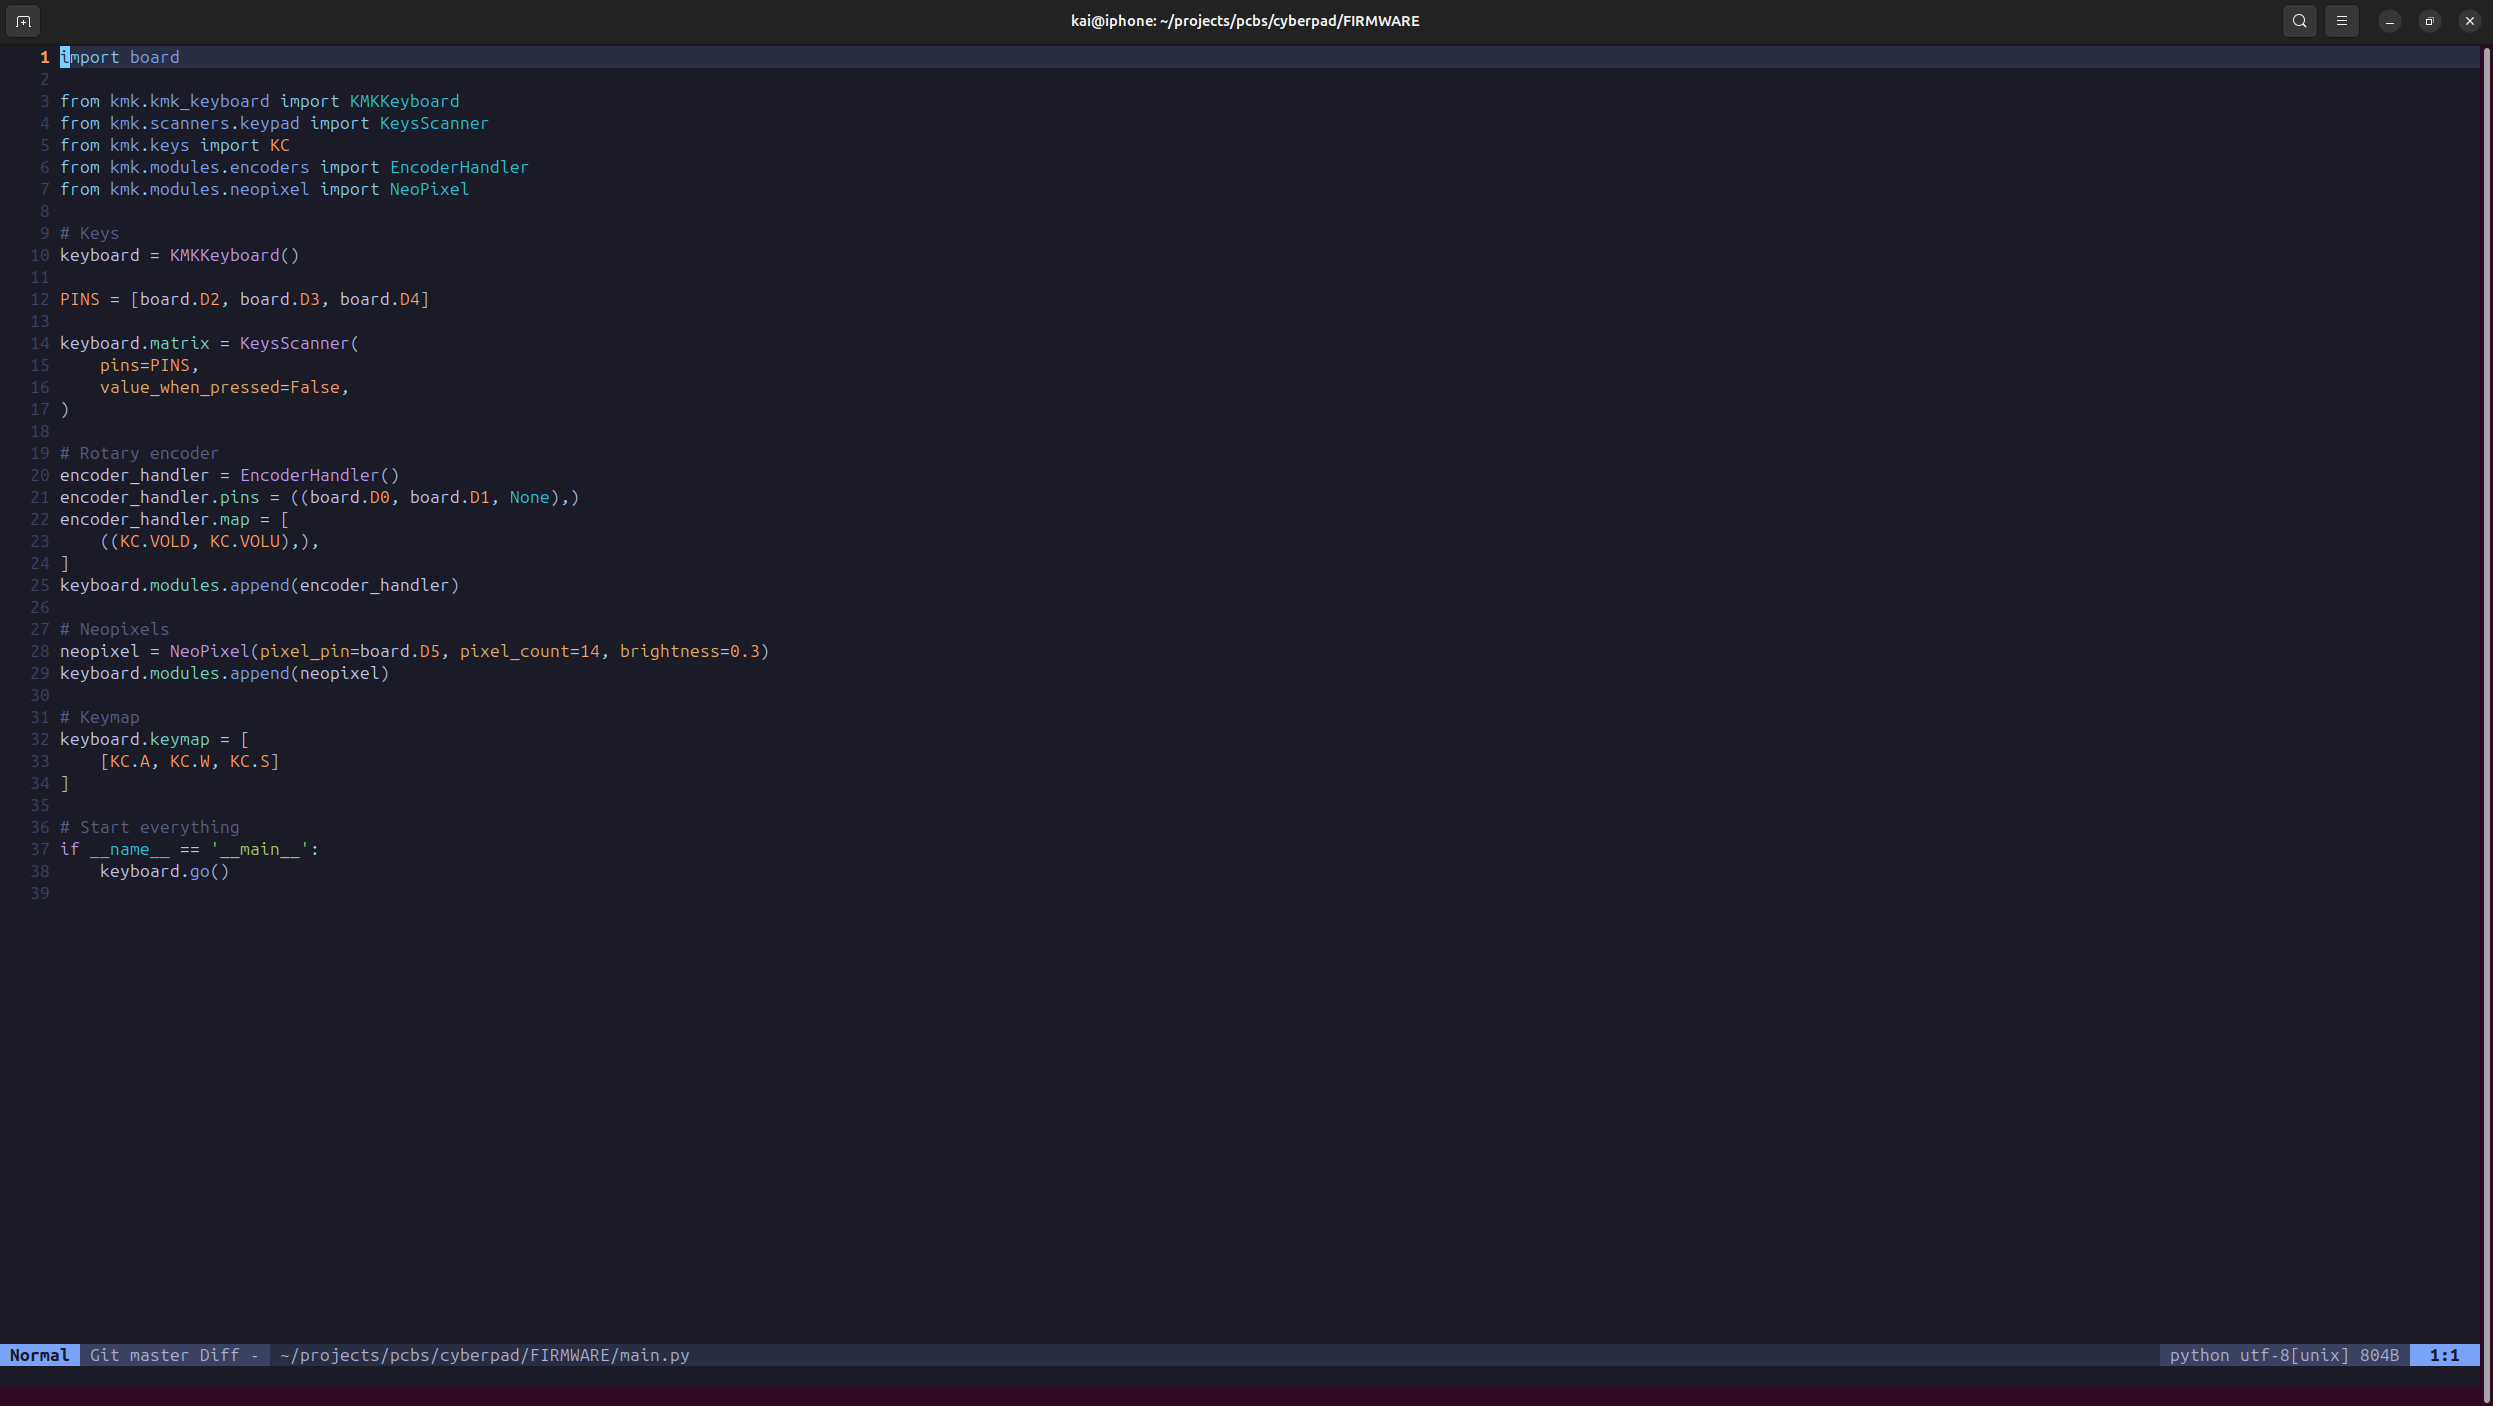 kai@iphone: ~/projects/pcbs/cyberpad/FIRMWARE
1 import board
2
3 from kmk.kmk_keyboard import KMKKeyboard
4 from kmk.scanners.keypad import KeysScanner
5 from kmk.keys import KC
6 from kmk.modules.encoders import EncoderHandler
7 from kmk.modules.neopixel import NeoPixel
8
9 # Keys
10 keyboard = KMKKeyboard()
11
12 PINS = [board.D2, board.D3, board.D4]
13
14 keyboard.matrix = KeysScanner(
15     pins=PINS,
16     value_when_pressed=False,
17 )
18
19 # Rotary encoder
20 encoder_handler = EncoderHandler()
21 encoder_handler.pins = ((board.D0, board.D1, None),)
22 encoder_handler.map = [
23     ((KC.VOLD, KC.VOLU),),
24 ]
25 keyboard.modules.append(encoder_handler)
26
27 # Neopixels
28 neopixel = NeoPixel(pixel_pin=board.D5, pixel_count=14, brightness=0.3)
29 keyboard.modules.append(neopixel)
30
31 # Keymap
32 keyboard.keymap = [
33     [KC.A, KC.W, KC.S]
34 ]
35
36 # Start everything
37 if __name__ == '__main__':
38     keyboard.go()
39
Normal Git master Diff - ~/projects/pcbs/cyberpad/FIRMWARE/main.py python utf-8[unix] 804B 1:1